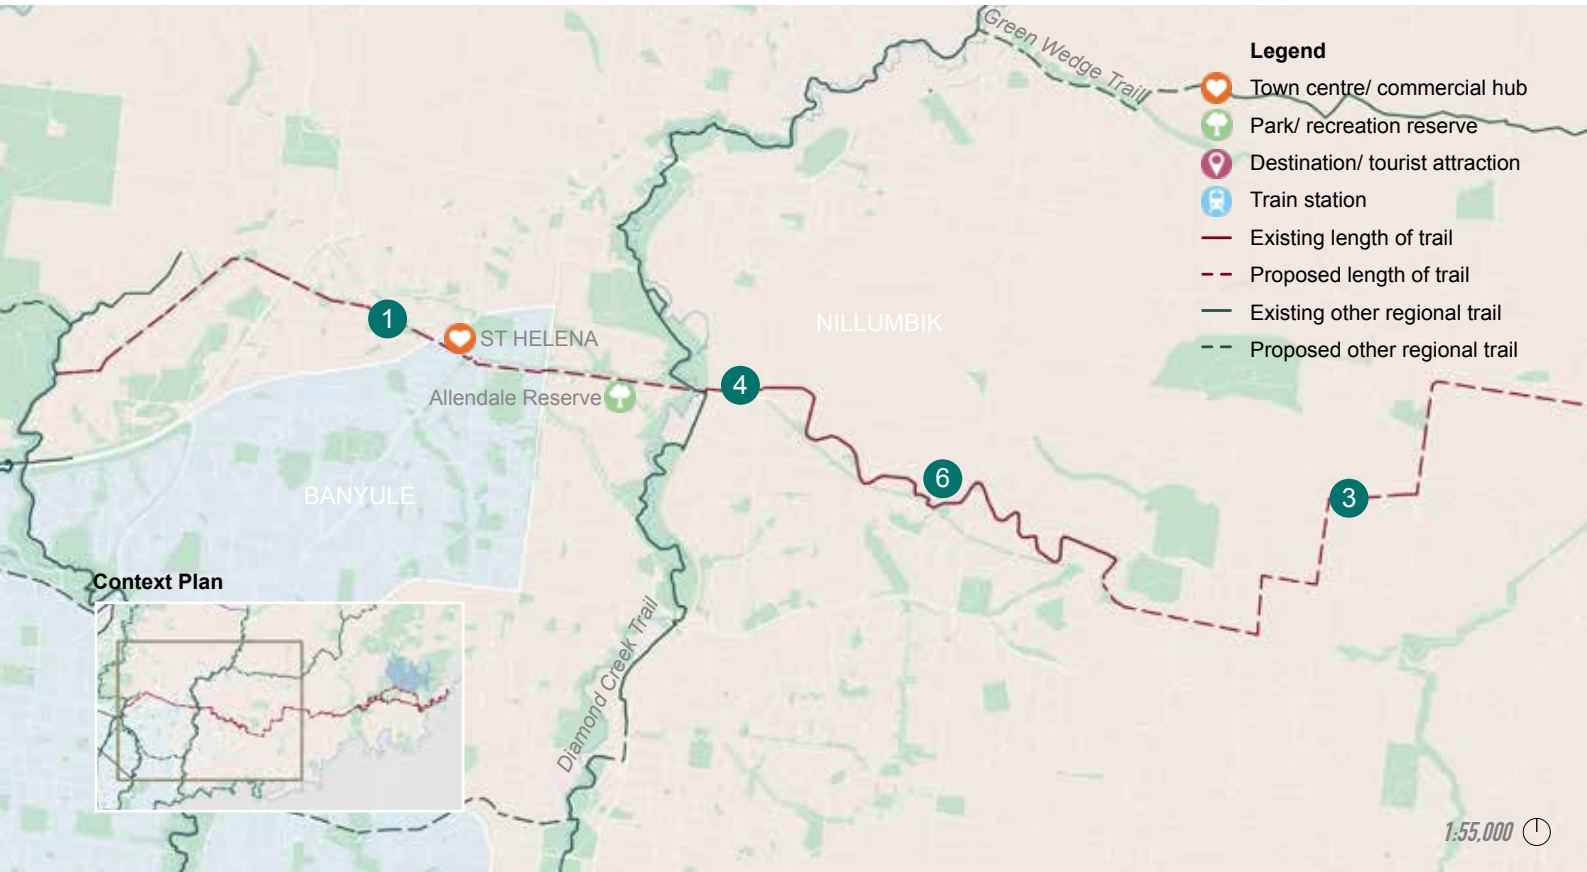 Green Wedge Trail
Legend
Town centre/ commercial hub
Park/ recreation reserve
Destination/ tourist attraction
Train station
Existing length of trail
Proposed length of trail
Existing other regional trail
Proposed other regional trail
1
ST HELENA
NILLUMBIK
Allendale Reserve
4
6
3
BANYULE
Context Plan
Diamond Creek Trail
1:55,000